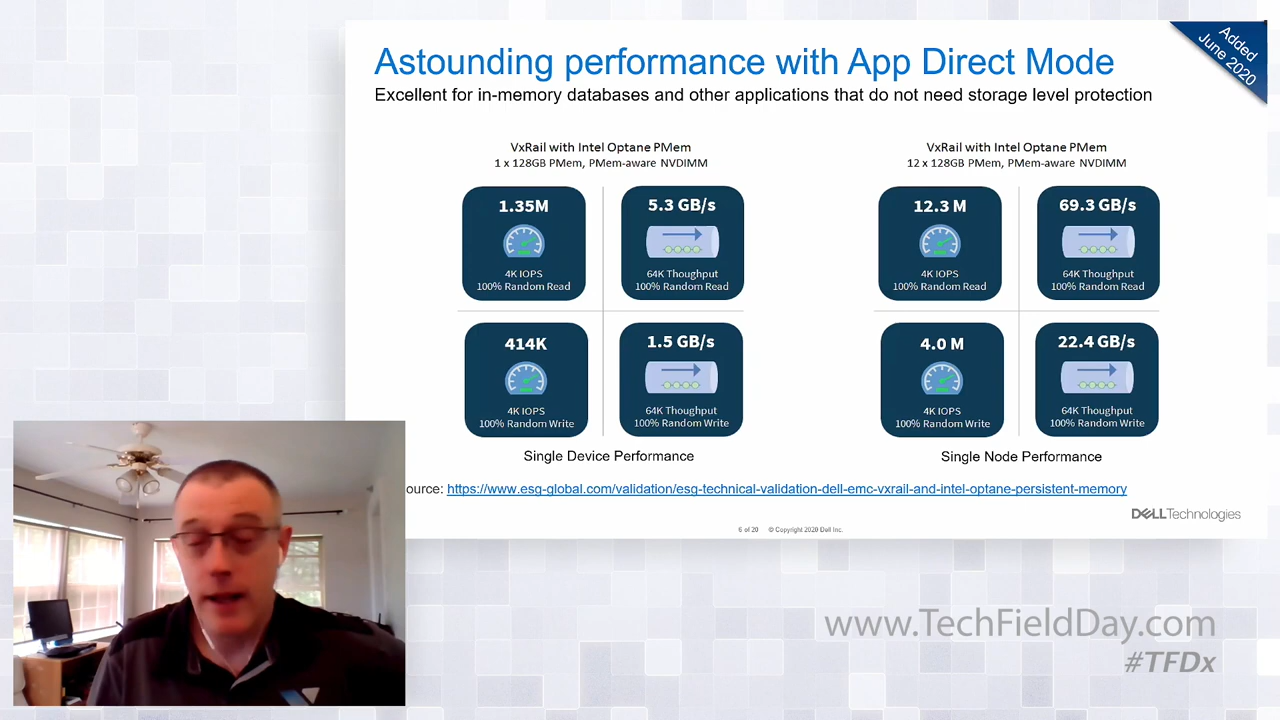 Astounding performance with App Direct Mode
Excellent for in-memory databases and other applications that do not need storage level protection
Added
June 2020
VxRail with Intel Optane PMem
1 x 128GB PMem, PMem-aware NVDIMM
1.35M
4K IOPS
100% Random Read
5.3 GB/s
64K Thoughput
100% Random Read
414K
4K IOPS
100% Random Write
1.5 GB/s
64K Thoughput
100% Random Write
Single Device Performance
VxRail with Intel Optane PMem
12 x 128GB PMem, PMem-aware NVDIMM
12.3 M
4K IOPS
100% Random Read
69.3 GB/s
64K Thoughput
100% Random Read
4.0 M
4K IOPS
100% Random Write
22.4 GB/s
64K Thoughput
100% Random Write
Single Node Performance
ource: https://www.esg-global.com/validation/esg-technical-validation-dell-emc-vxrail-and-intel-optane-persistent-memory
DELLTechnologies
6 of 20 © Copyright 2020 Dell Inc.
www.TechFieldDay.com
#TFDx